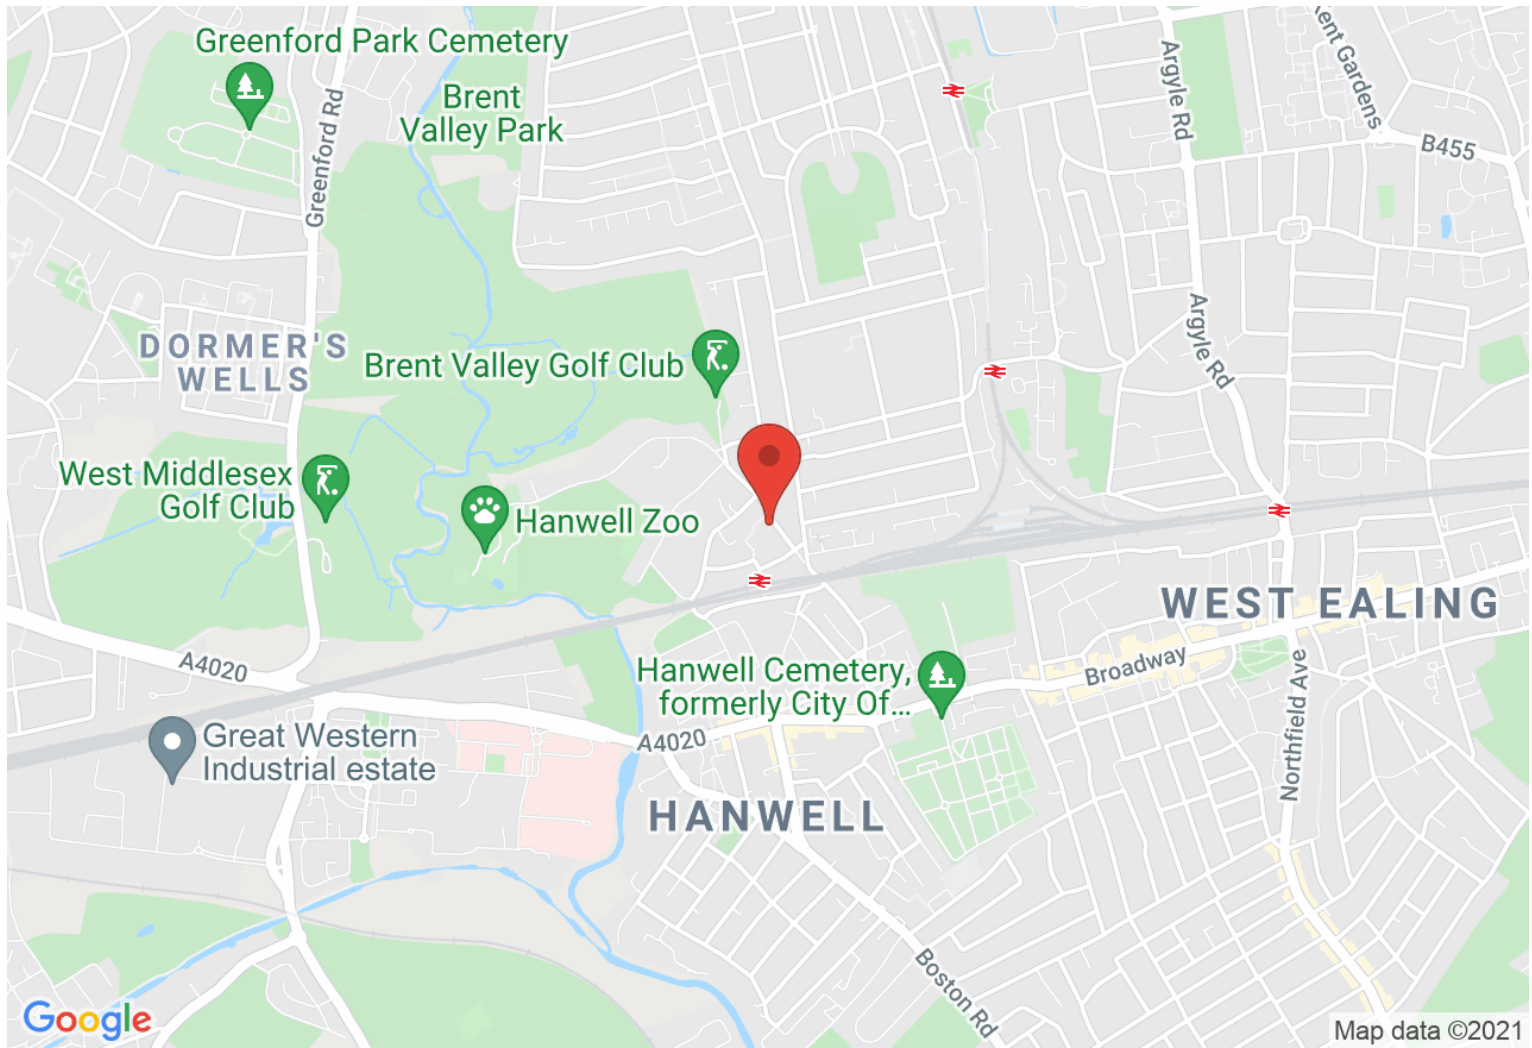 Greenford Park Cemetery
Brent
Valley Park
Greenford Rd
Argyle Rd
Kent Gardens
B455
DORMER'S
WELLS
Brent Valley Golf Club
Argyle Rd
West Middlesex
Golf Club
Hanwell Zoo
WEST EALING
A4020
Hanwell Cemetery,
formerly City Of...
Broadway
Northfield Ave
Great Western
Industrial estate
A4020
HANWELL
Boston Rd
Google
Map data ©2021